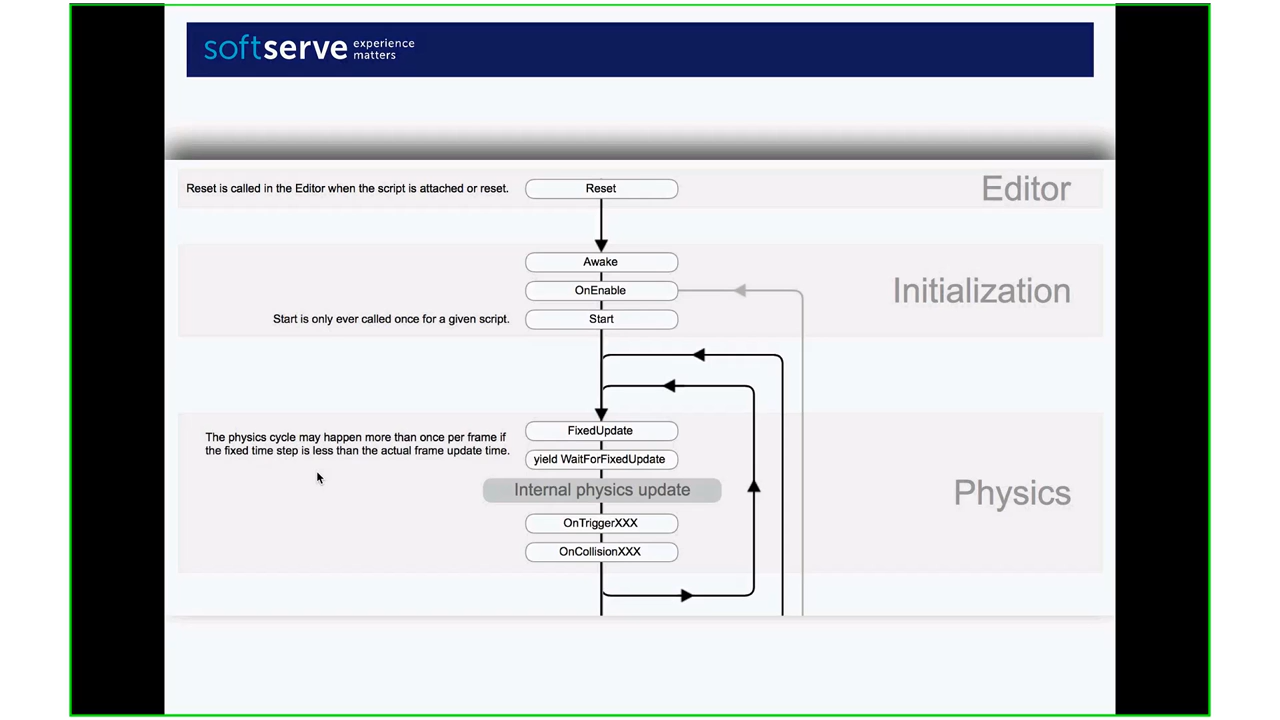 softserve experience matters
Reset is called in the Editor when the script is attached or reset.
Reset
Editor
Awake
OnEnable
Initialization
Start is only ever called once for a given script.
Start
The physics cycle may happen more than once per frame if
the fixed time step is less than the actual frame update time.
FixedUpdate
yield WaitForFixedUpdate
Internal physics update
Physics
OnTriggerXXX
OnCollisionXXX